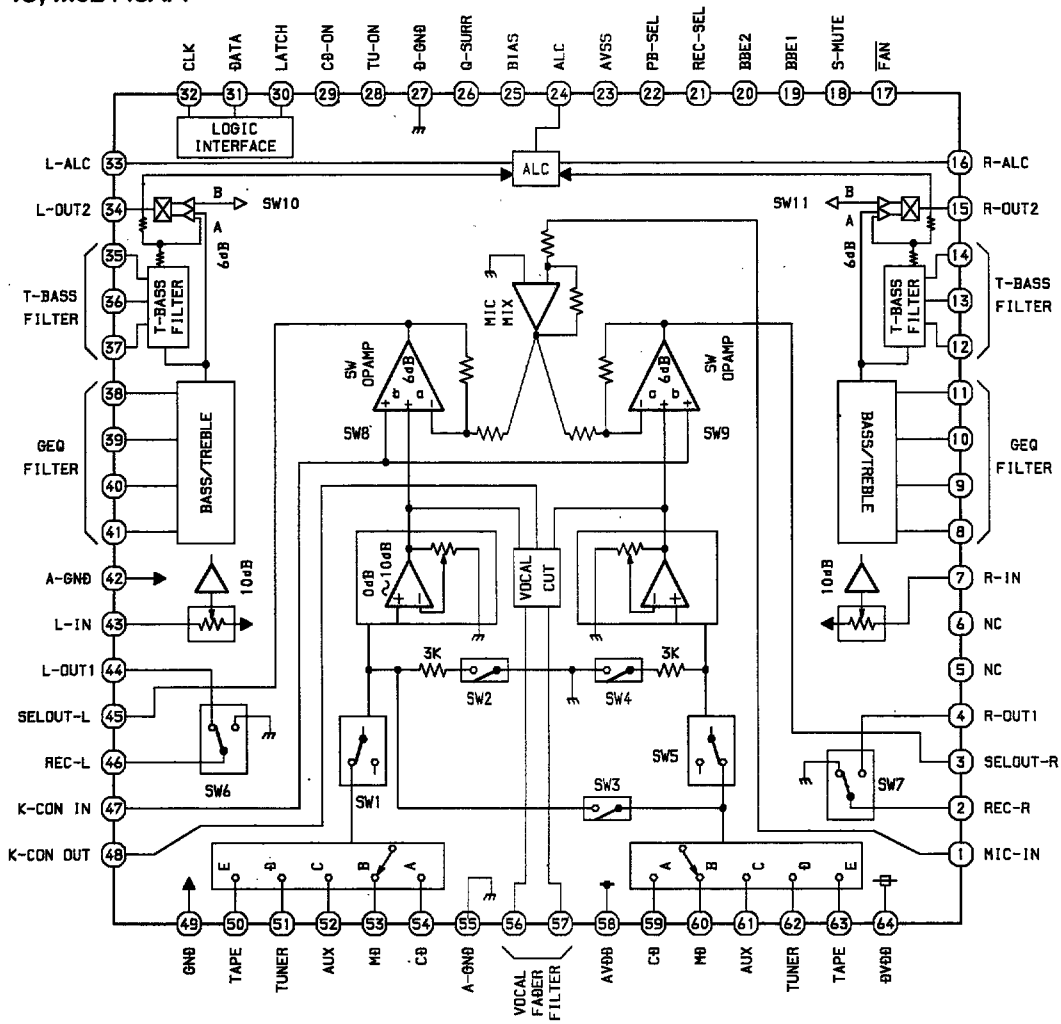 CLK
DATA
LATCH
CD-ON
TU-ON
D-GND
Q-SURR
BIAS
ALC
AVSS
PB-SEL
REC-SEL
BBE2
BBE1
S-MUTE
FAN
32 31 30 29 28 27 26 25 24 23 22 21 20 19 18 17
LOGIC
INTERFACE
L-ALC 33
ALC
16 R-ALC
L-OUT2 34
B
A
SW10
6dB
SW11
B
A
6dB
15 R-OUT2
35
36
37
T-BASS
FILTER
T-BASS
FILTER
MIC
MIX
T-BASS
FILTER
14
13
12
T-BASS
FILTER
SW
OPAMP
6dB
+ b + a -
SW8
6dB
- a + b +
SW
OPAMP
SW9
38
39
40
41
GEQ
FILTER
BASS/TREBLE
BASS/TREBLE
11
10
9
8
GEQ
FILTER
A-GND 42
10dB
0dB
~10dB
+ -
VOCAL
CUT
- +
10dB
7 R-IN
L-IN 43
6 NC
L-OUT1 44
3K
SW2
SW4
3K
5 NC
SELOUT-L 45
4 R-OUT1
REC-L 46
SW6
SW1
SW5
SW3
SW7
3 SELOUT-R
K-CON IN 47
2 REC-R
K-CON OUT 48
1 MIC-IN
E D C B A
A B C D E
49 50 51 52 53 54 55 56 57 58 59 60 61 62 63 64
GND
TAPE
TUNER
AUX
MD
CD
A-GND
VOCAL
FADER
FILTER
AVDD
CD
MD
AUX
TUNER
TAPE
DVDD